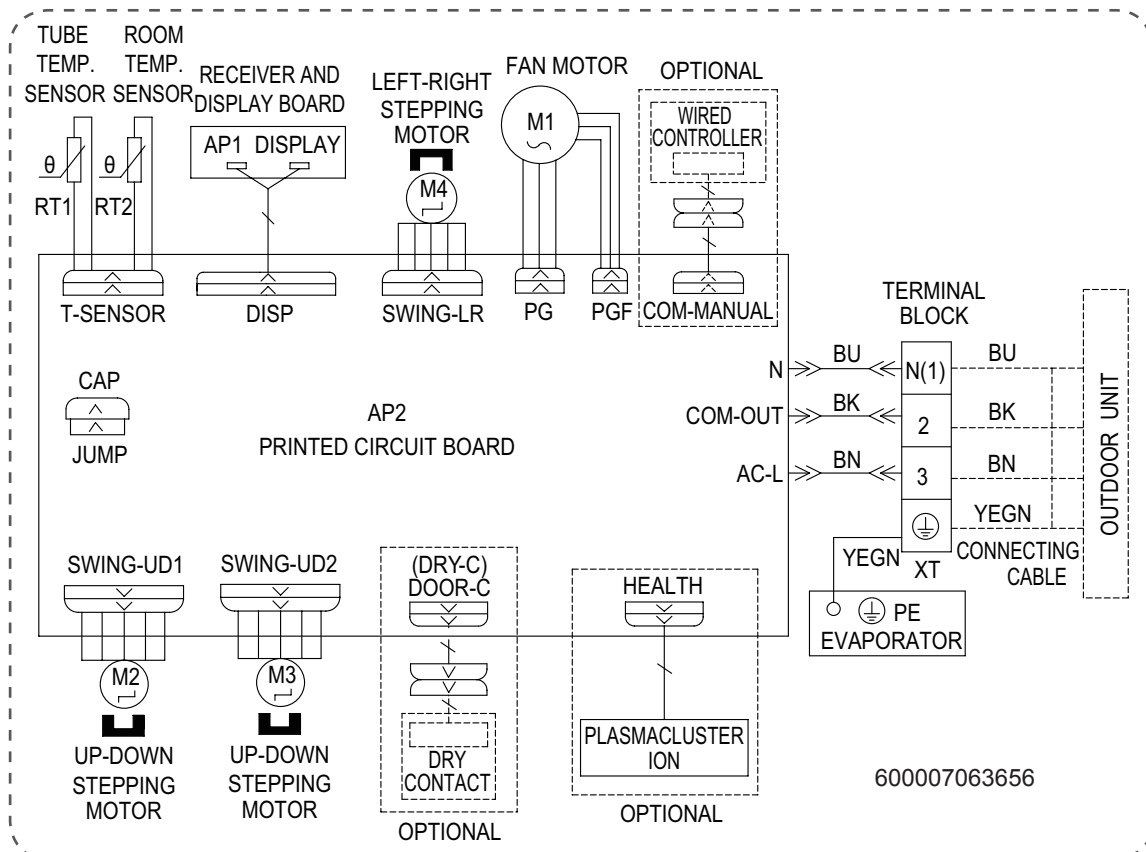 TUBE
TEMP.
SENSOR
ROOM
TEMP.
SENSOR
RECEIVER AND
DISPLAY BOARD
LEFT-RIGHT
STEPPING
MOTOR
FAN MOTOR
OPTIONAL
WIRED
CONTROLLER
AP1 DISPLAY
M1
M4
θ
RT1
θ
RT2
T-SENSOR
DISP
SWING-LR
PG
PGF
COM-MANUAL
TERMINAL
BLOCK
N
BU
N(1)
BU
COM-OUT
BK
2
BK
AC-L
BN
3
BN
YEGN
OUTDOOR UNIT
CAP
JUMP
AP2
PRINTED CIRCUIT BOARD
YEGN
XT
CONNECTING
CABLE
PE
EVAPORATOR
SWING-UD1
SWING-UD2
(DRY-C)
DOOR-C
HEALTH
M2
M3
UP-DOWN
STEPPING
MOTOR
UP-DOWN
STEPPING
MOTOR
DRY
CONTACT
OPTIONAL
PLASMACLUSTER
ION
OPTIONAL
600007063656